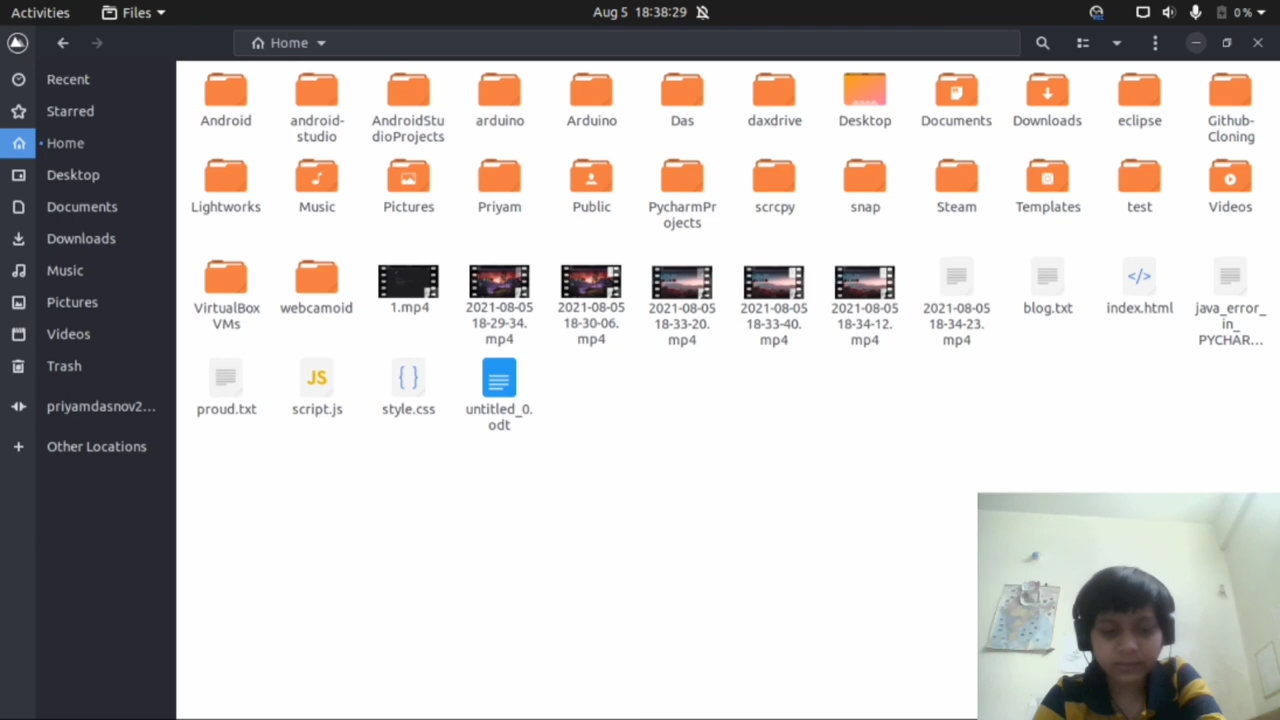 Activities
Files
Aug 5 18:38:29
0 %
Home
Recent
Starred
Home
Desktop
Documents
Downloads
Music
Pictures
Videos
Trash
priyamdasnov2...
Other Locations
Android
android-
studio
AndroidStu
dioProjects
arduino
Arduino
Das
daxdrive
Desktop
Documents
Downloads
eclipse
Github-
Cloning
Lightworks
Music
Pictures
Priyam
Public
PycharmPr
ojects
scrcpy
snap
Steam
Templates
test
Videos
VirtualBox
VMs
webcamoid
1.mp4
2021-08-05
18-29-34.
mp4
2021-08-05
18-30-06.
mp4
2021-08-05
18-33-20.
mp4
2021-08-05
18-33-40.
mp4
2021-08-05
18-34-12.
mp4
2021-08-05
18-34-23.
mp4
blog.txt
</>
index.html
java_error_
in_
PYCHAR...
proud.txt
JS
script.js
{ }
style.css
untitled_0.
odt